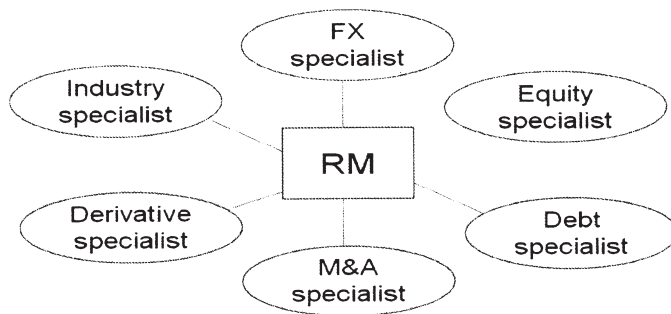 FX
specialist
Industry
specialist
Equity
specialist
RM
Derivative
specialist
Debt
specialist
M&A
specialist